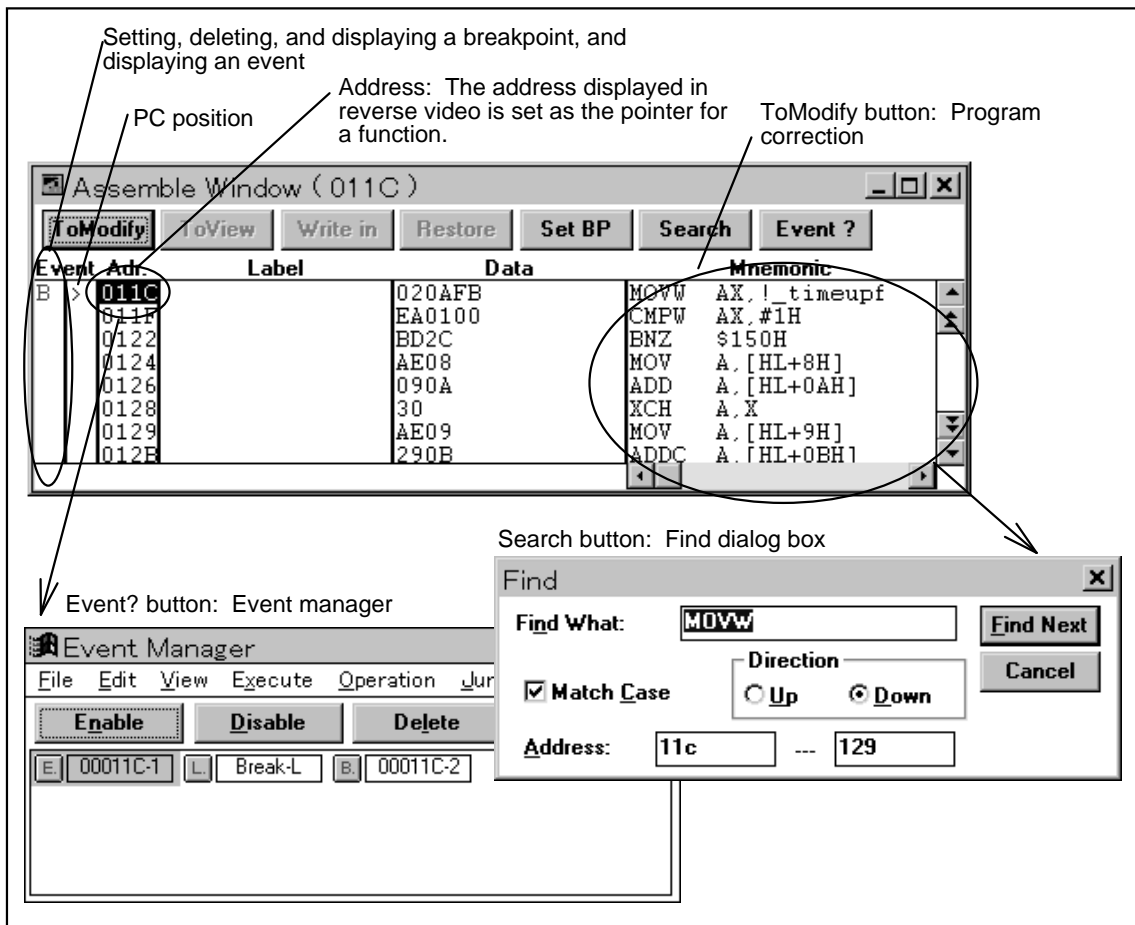 Setting, deleting, and displaying a breakpoint, and
displaying an event
Address: The address displayed in
reverse video is set as the pointer for
a function.
PC position
ToModify button: Program
correction
Assemble Window ( 011C )
ToModify ToView Write in Restore Set BP Search Event ?
Event Adr. Label Data Mnemonic
B > 011C 020AFB MOVW AX,!_timeupf
011F EA0100 CMPW AX,#1H
0122 BD2C BNZ $150H
0124 AE08 MOV A,[HL+8H]
0126 090A ADD A,[HL+0AH]
0128 30 XCH A,X
0129 AE09 MOV A,[HL+9H]
012B 290B ADDC A,[HL+0BH]
Search button: Find dialog box
Find
Find What: MOVW Find Next
Direction
Match Case Up Down Cancel
Address: 11c --- 129
Event? button: Event manager
Event Manager
File Edit View Execute Operation
Enable Disable Delete
E. 00011C-1 L. Break-L B. 00011C-2